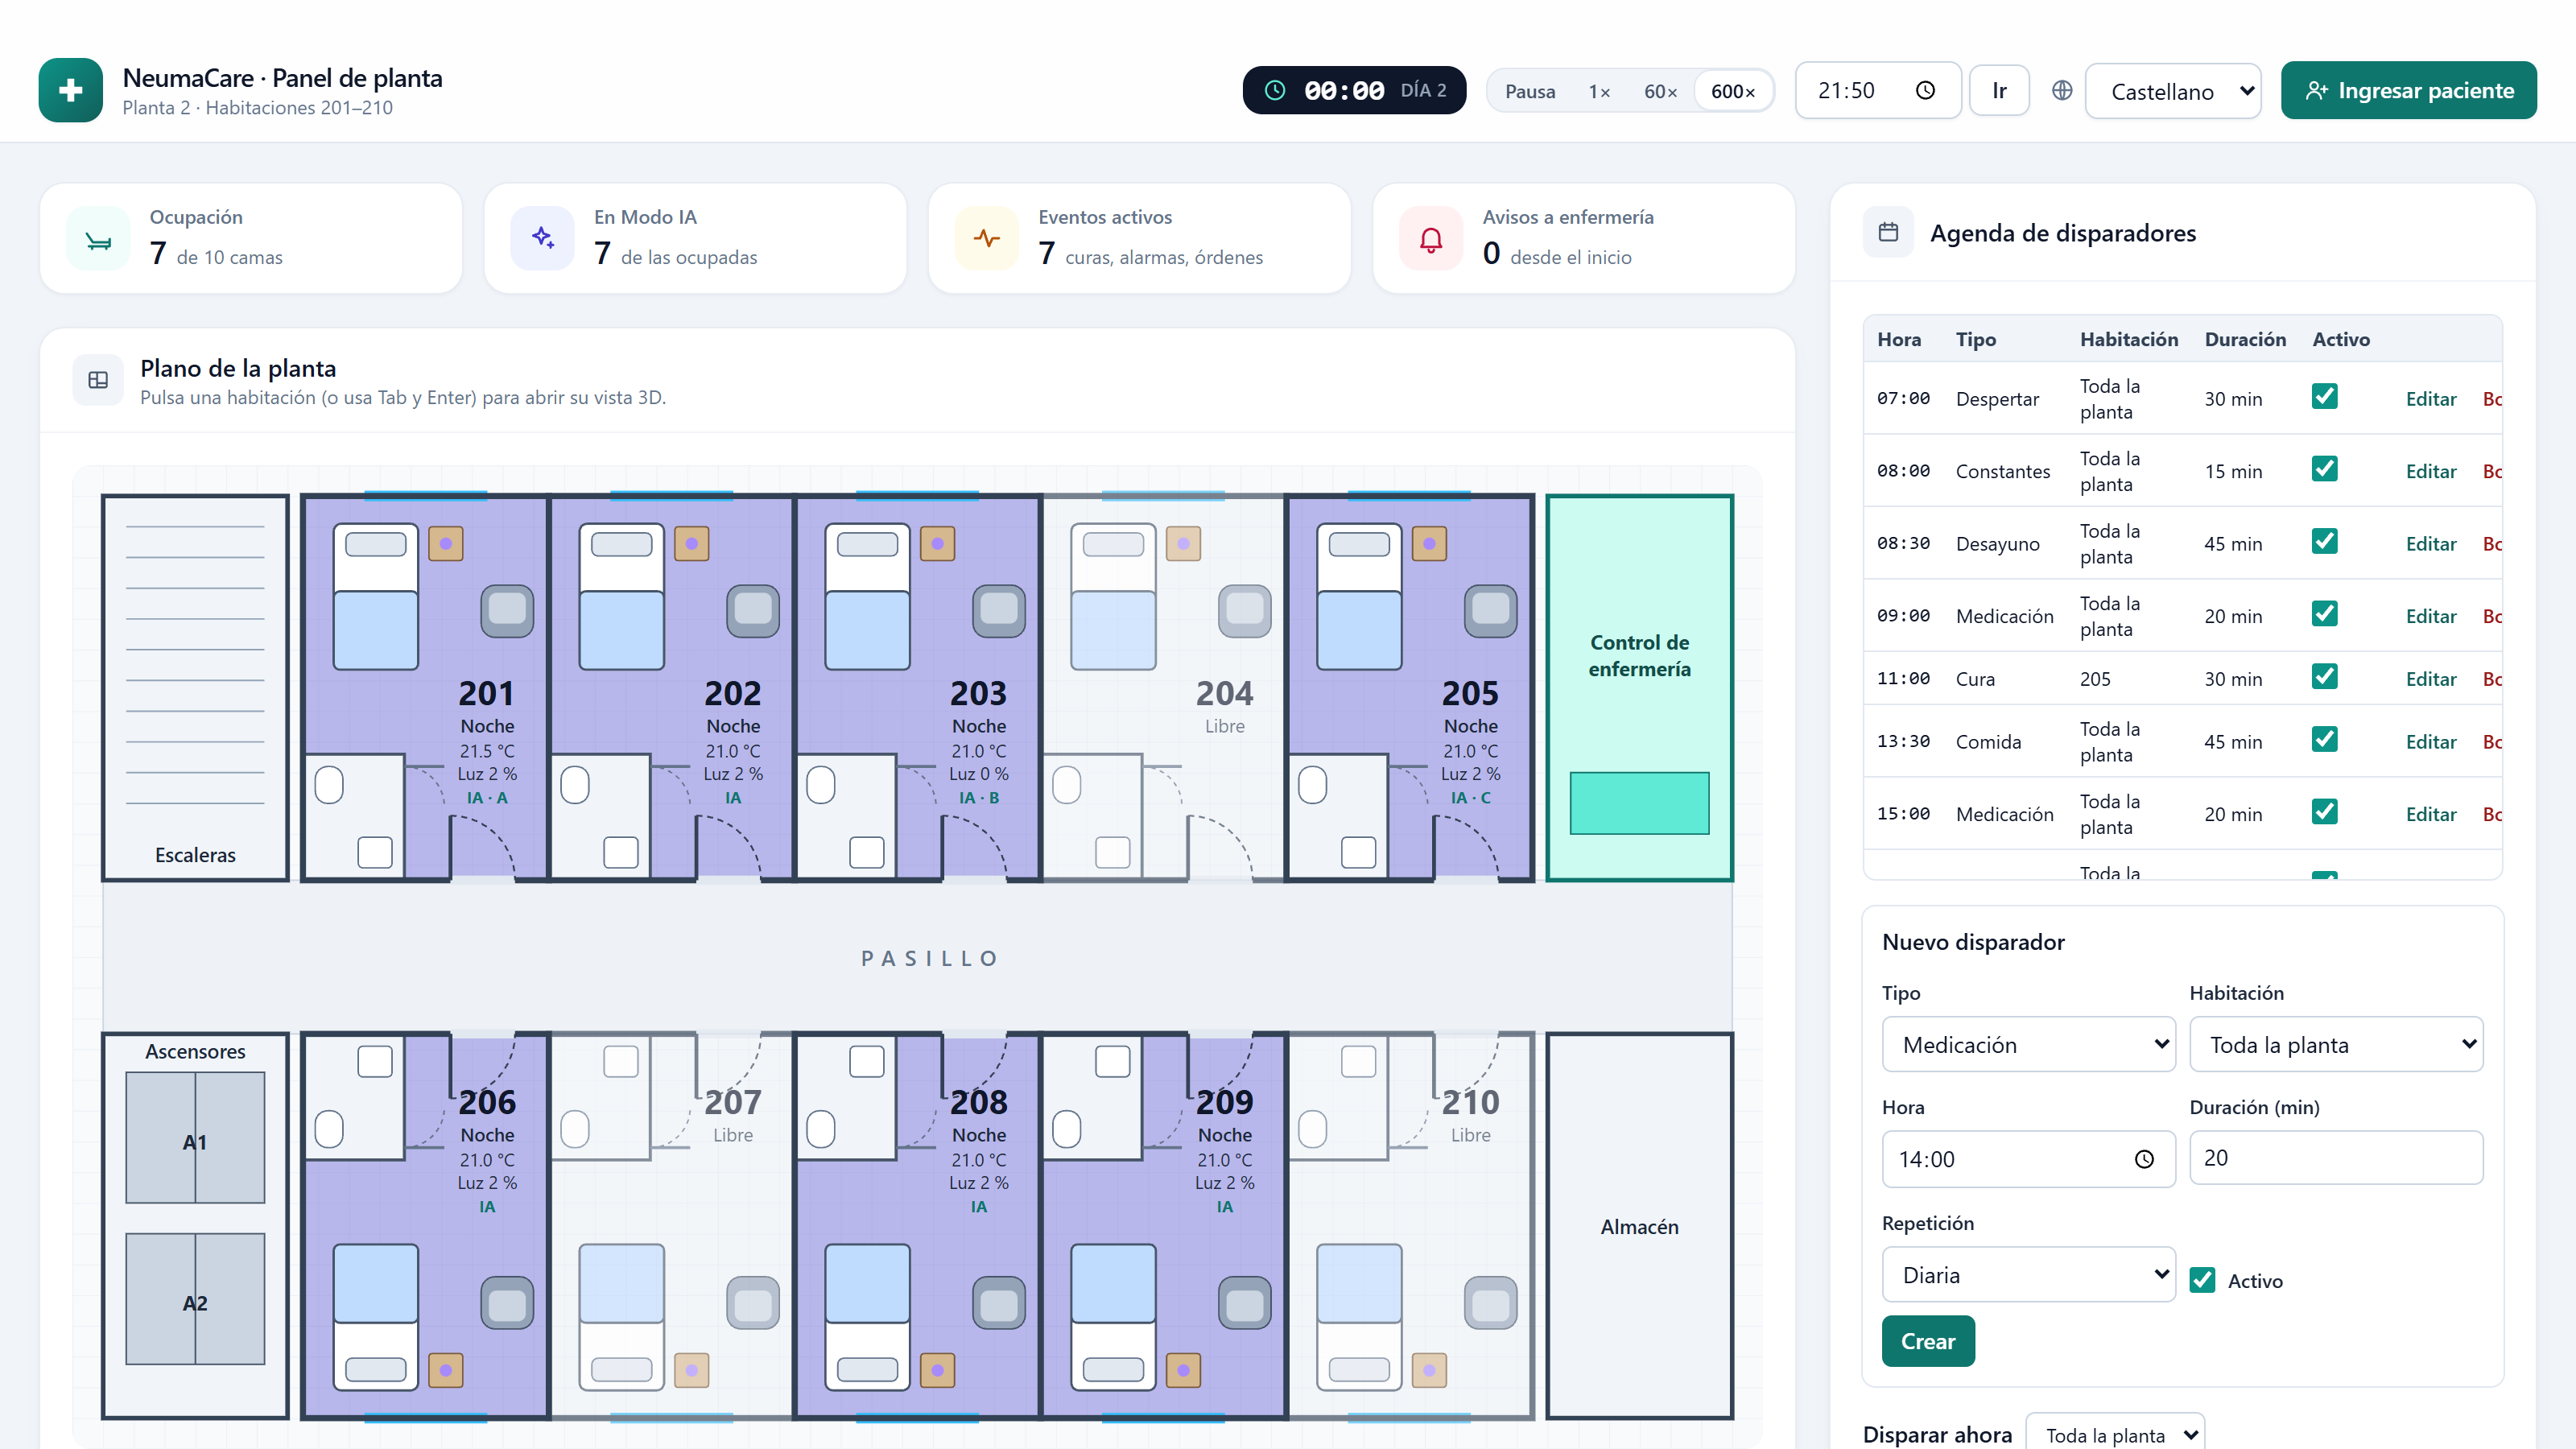 NeumaCare · Panel de planta
Planta 2 · Habitaciones 201–210
00:00 DÍA 2
Pausa 1× 60× 600×
21:50
Ir
Castellano
Ingresar paciente
Ocupación
7 de 10 camas
En Modo IA
7 de las ocupadas
Eventos activos
7 curas, alarmas, órdenes
Avisos a enfermería
0 desde el inicio
Plano de la planta
Pulsa una habitación (o usa Tab y Enter) para abrir su vista 3D.
Escaleras
201
Noche
21.5 °C
Luz 2 %
IA · A
202
Noche
21.0 °C
Luz 2 %
IA
203
Noche
21.0 °C
Luz 0 %
IA · B
204
Libre
205
Noche
21.0 °C
Luz 2 %
IA · C
Control de
enfermería
PASILLO
Ascensores
A1
A2
206
Noche
21.0 °C
Luz 2 %
IA
207
Libre
208
Noche
21.0 °C
Luz 2 %
IA
209
Noche
21.0 °C
Luz 2 %
IA
210
Libre
Almacén
Agenda de disparadores
Hora Tipo Habitación Duración Activo
07:00 Despertar Toda la planta 30 min Editar
08:00 Constantes Toda la planta 15 min Editar
08:30 Desayuno Toda la planta 45 min Editar
09:00 Medicación Toda la planta 20 min Editar
11:00 Cura 205 30 min Editar
13:30 Comida Toda la planta 45 min Editar
15:00 Medicación Toda la planta 20 min Editar
Toda la
Nuevo disparador
Tipo
Medicación
Habitación
Toda la planta
Hora
14:00
Duración (min)
20
Repetición
Diaria
Activo
Crear
Disparar ahora Toda la planta